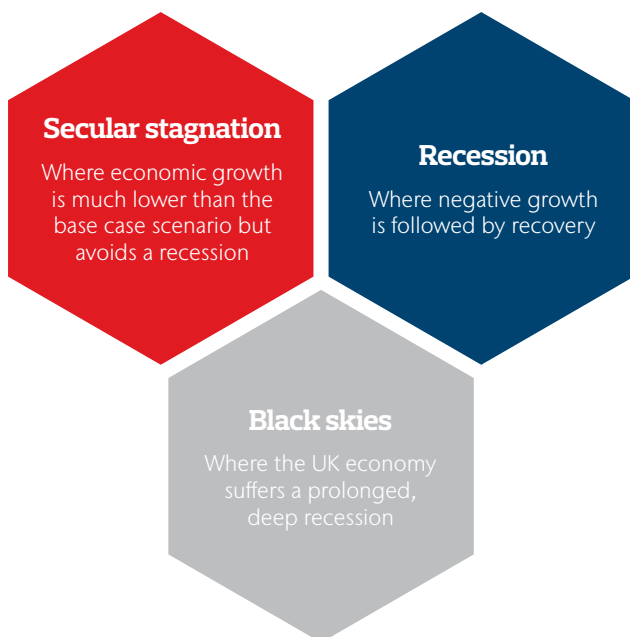 Secular stagnation
Where economic growth
is much lower than the
base case scenario but
avoids a recession
Recession
Where negative growth
is followed by recovery
Black skies
Where the UK economy
suffers a prolonged,
deep recession